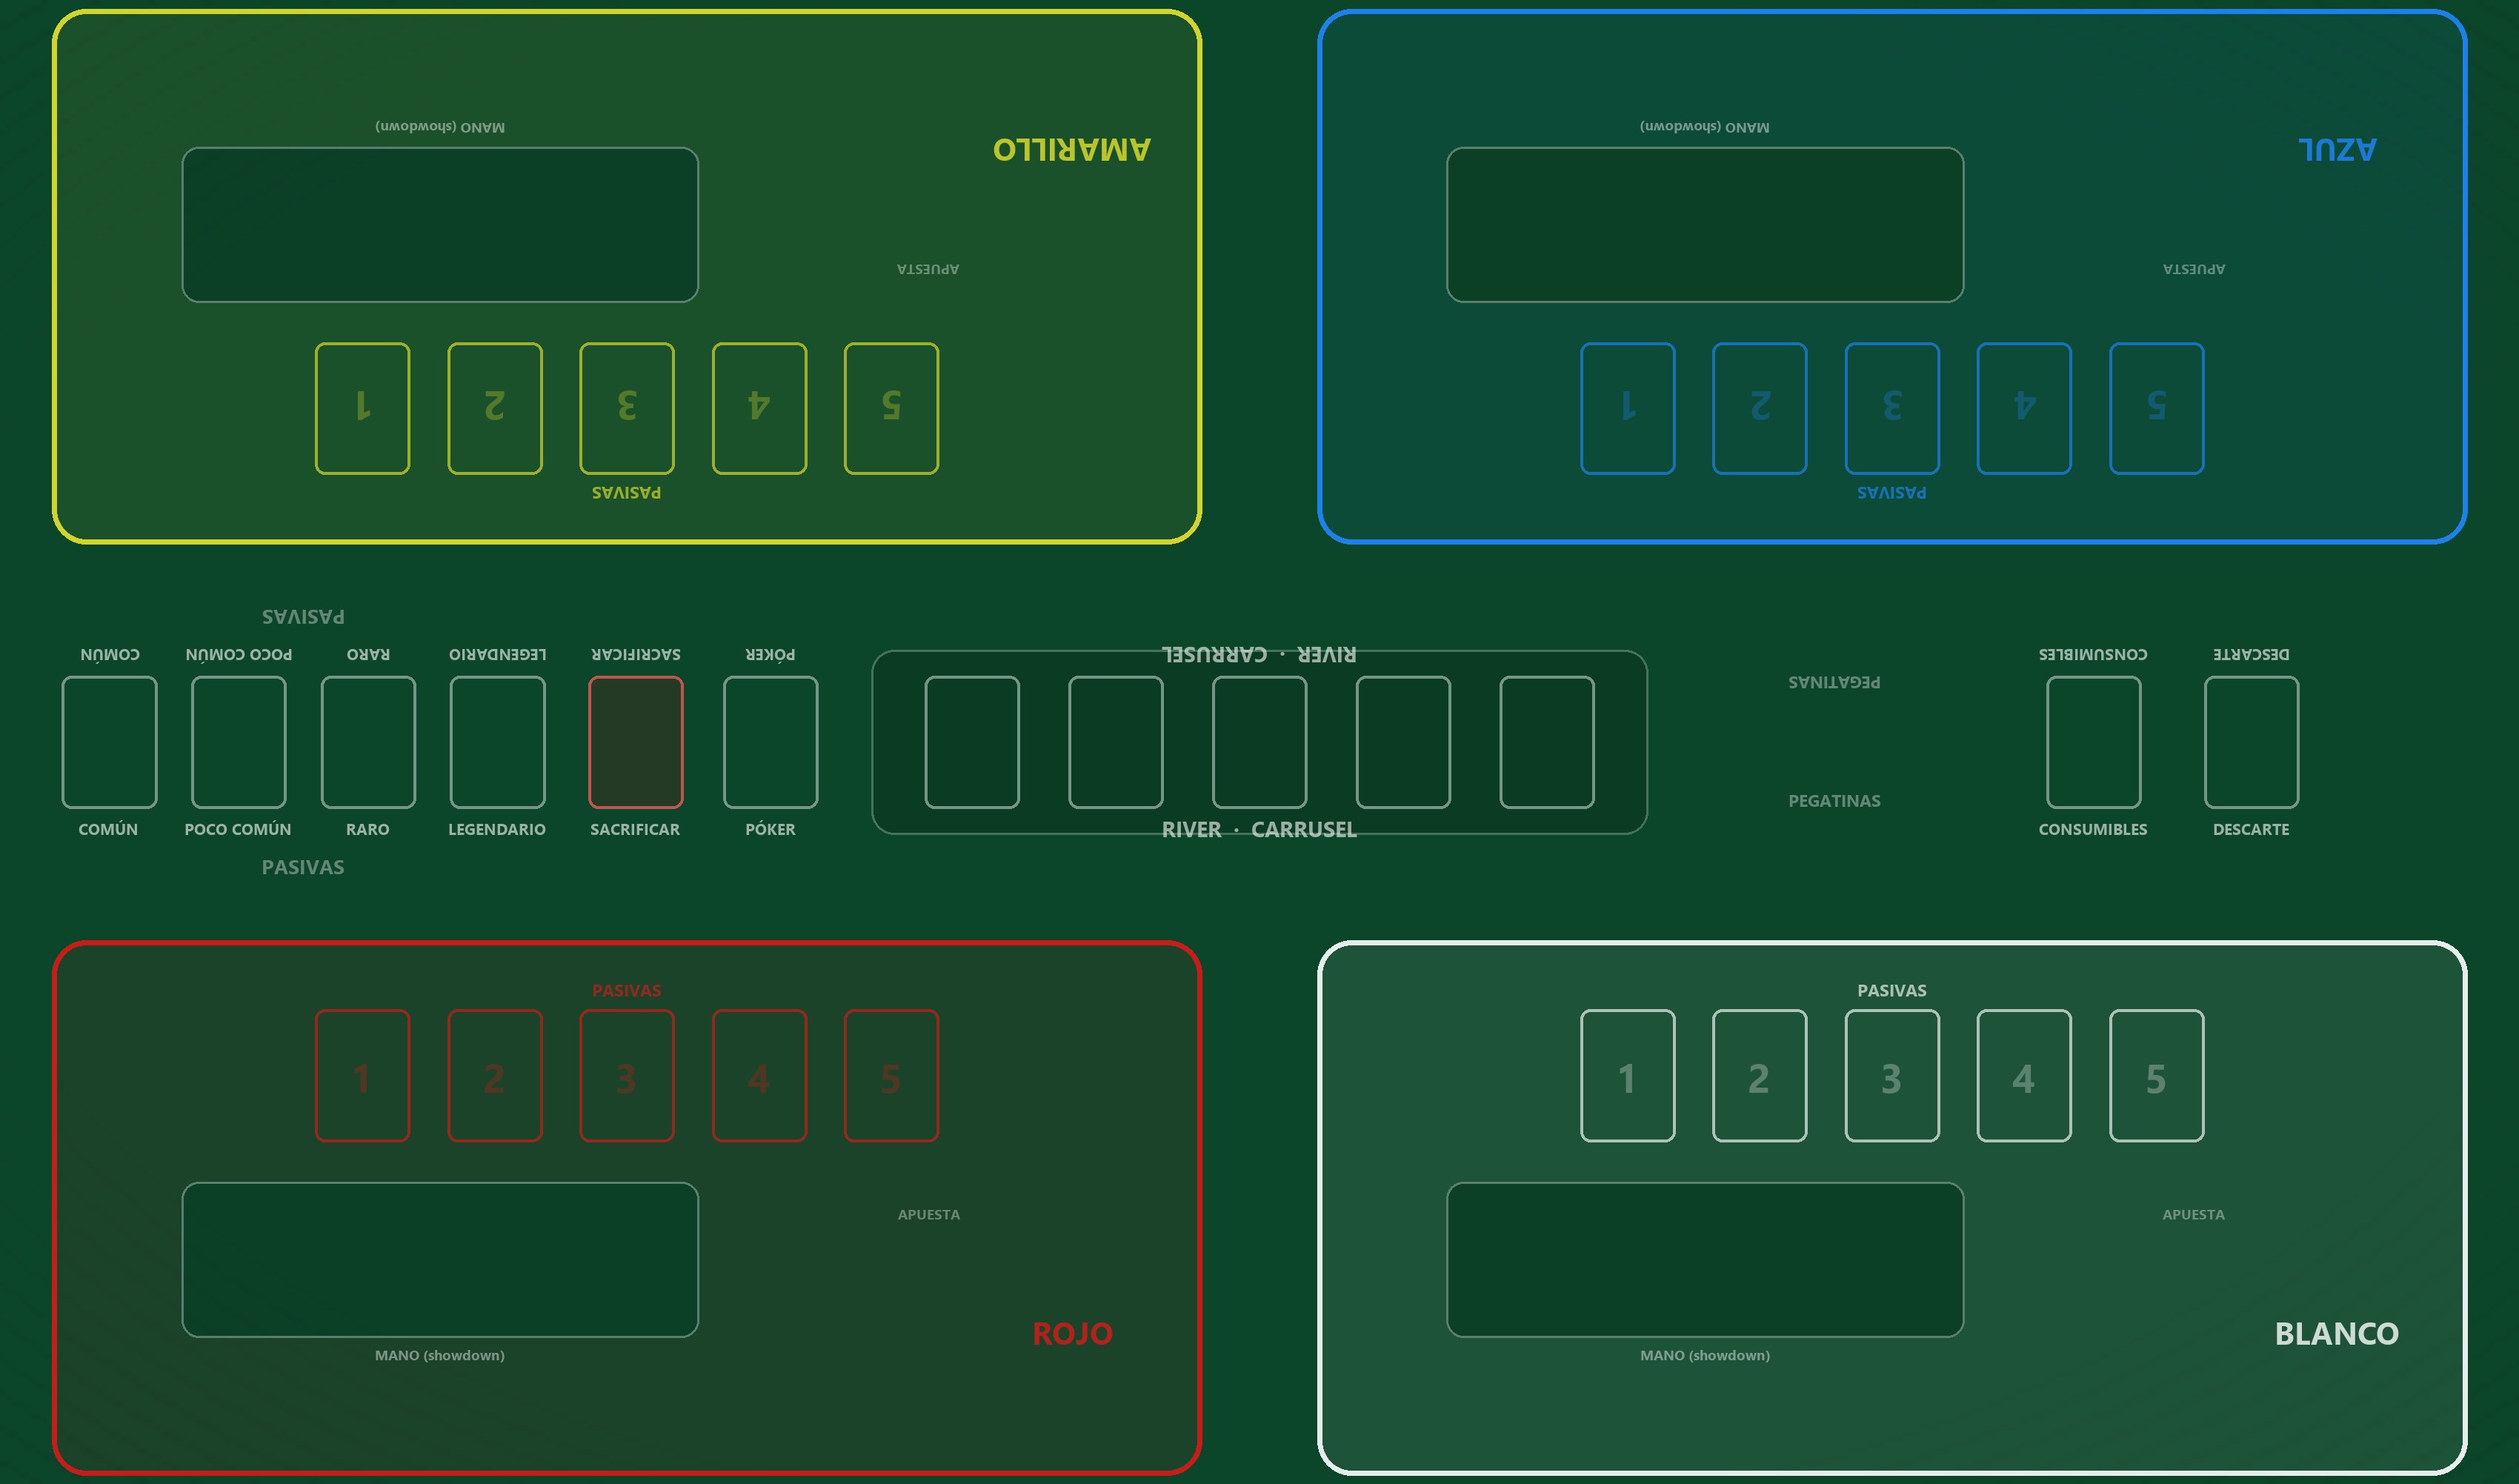 MANO (showdown)
AMARILLO
APUESTA
1 2 3 4 5
PASIVAS
MANO (showdown)
AZUL
APUESTA
1 2 3 4 5
PASIVAS
PASIVAS
COMÚN
POCO COMÚN
RARO
LEGENDARIO
SACRIFICAR
PÓKER
RIVER · CARRUSEL
PEGATINAS
CONSUMIBLES
DESCARTE
COMÚN
POCO COMÚN
RARO
LEGENDARIO
SACRIFICAR
PÓKER
RIVER · CARRUSEL
PEGATINAS
CONSUMIBLES
DESCARTE
PASIVAS
PASIVAS
1 2 3 4 5
APUESTA
ROJO
MANO (showdown)
PASIVAS
1 2 3 4 5
APUESTA
BLANCO
MANO (showdown)